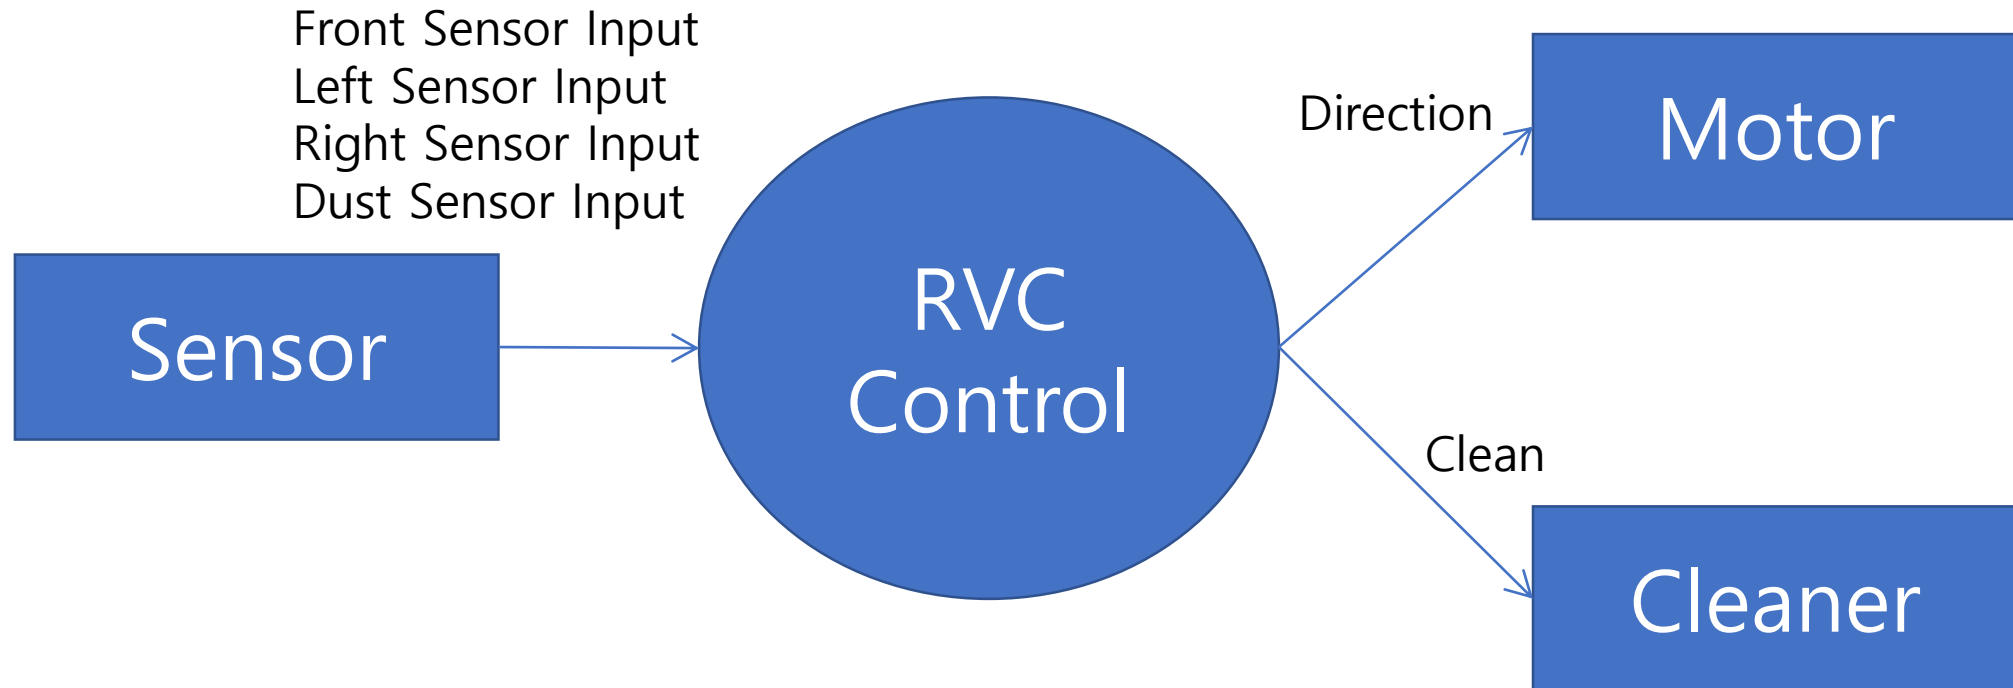 Front Sensor Input
Left Sensor Input
Right Sensor Input
Dust Sensor Input
Sensor
RVC
Control
Direction
Motor
Clean
Cleaner